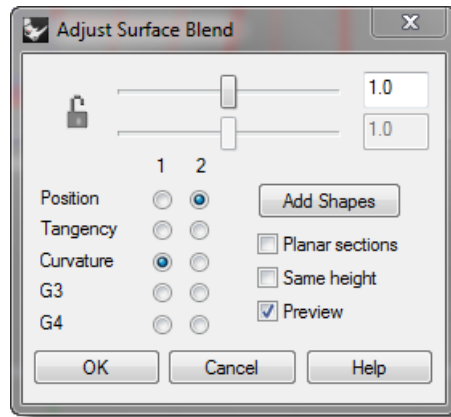 Adjust Surface Blend
1.0
1.0
1 2
Position
Add Shapes
Tangency
Planar sections
Curvature
Same height
G3
Preview
G4
OK Cancel Help